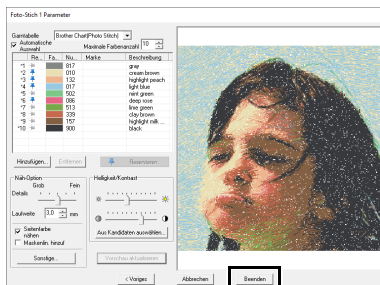 Foto-Stich 1 Parameter
Garntabelle Brother Chart|Photo Stitch|
Automatische Auswahl Maximale Farbenanzahl 10
Re... Fa... Nu... Marke Beschreibung
*1 817 gray
*2 010 cream brown
*3 132 highlight peach
*4 017 light blue
*5 502 mint green
*6 086 deep rose
*7 513 lime green
*8 339 clay brown
*9 157 highlight milk ...
*10 900 black
Hinzufügen... Entfernen Reservieren
Näh-Option
Grob Fein
Details
Laufweite 3,0 mm
Seitenfarbe nähen
Maskenlin. hinzuf
Sonstige...
Helligkeit/Kontrast
Aus Kandidaten auswählen...
Vorschau aktualisieren
< Voriges Abbrechen Beenden